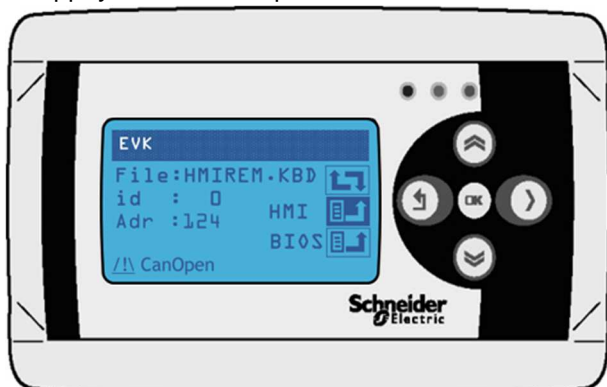 EVK
File:HMIREM.KBD
id : 0
HMI
Adr :124
BIOS
/!\ CanOpen
OK
Schneider
Electric